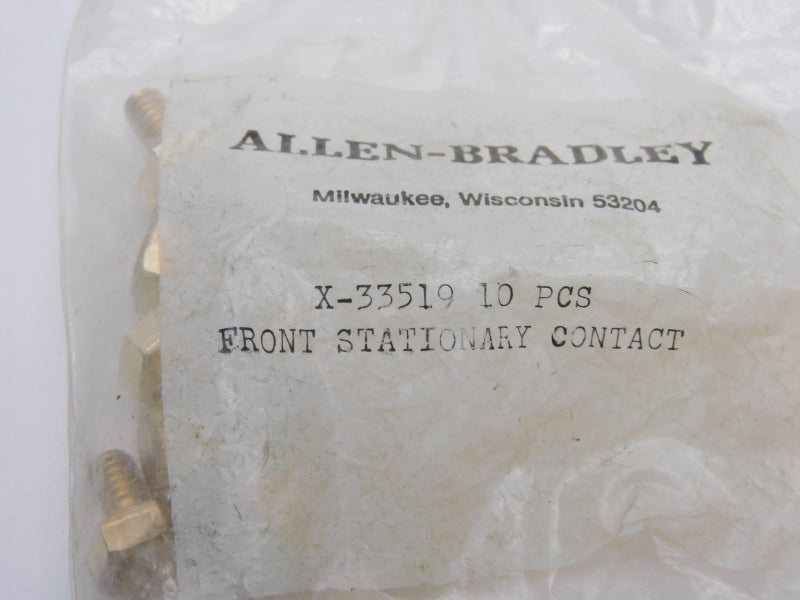 ALLEN-BRADLEY
Milwaukee, Wisconsin 53204
X-33519 10 PCS
FRONT STATIONARY CONTACT